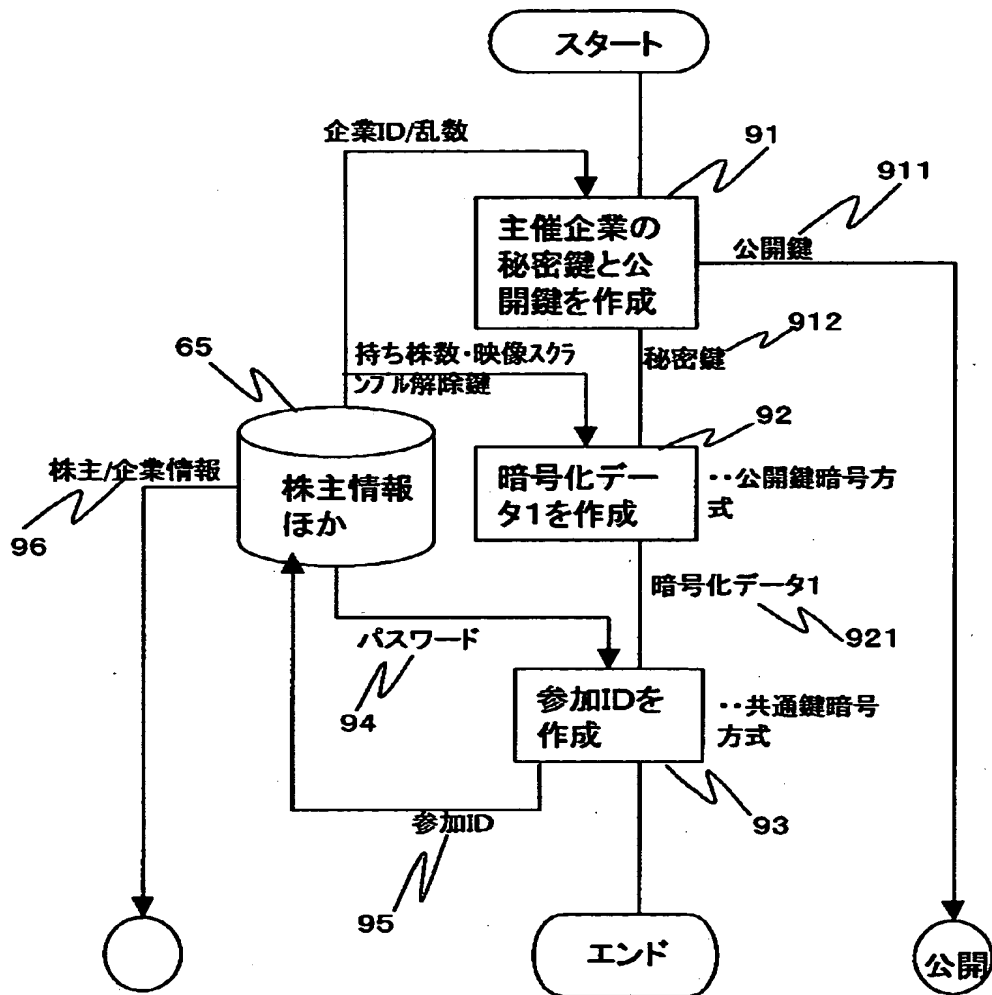 スタート
企業ID/乱数
91
911
主催企業の
秘密鍵と公
開鍵を作成
公開鍵
912
秘密鍵
65
持ち株数・映像スクラ
ンブル解除鍵
92
株主/企業情報
96
株主情報
ほか
暗号化デー
タ1を作成
・・公開鍵暗号方
式
暗号化データ1
921
パスワード
94
参加IDを
作成
・・共通鍵暗号
方式
93
参加ID
95
エンド
公開